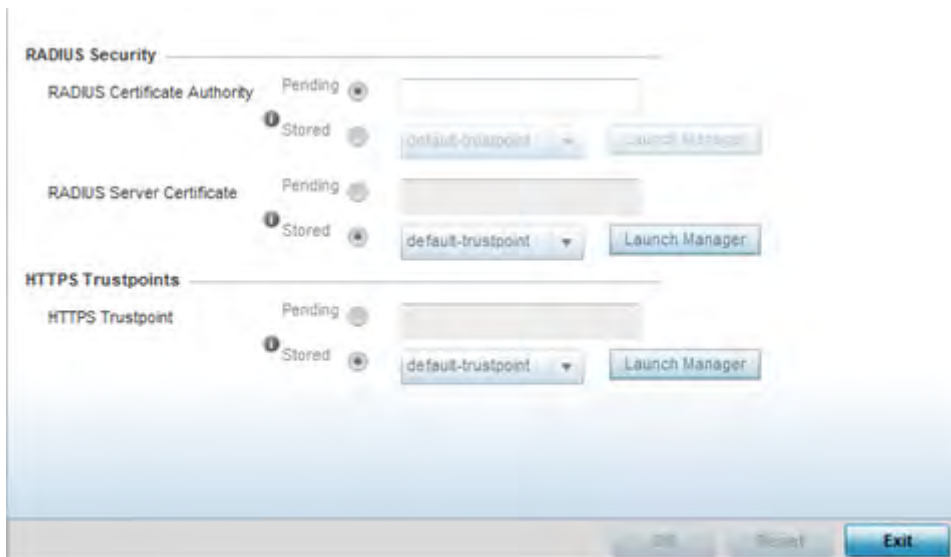 RADIUS Security
RADIUS Certificate Authority
Pending
Stored
default-trustpoint
Launch Manager
RADIUS Server Certificate
Pending
Stored
default-trustpoint
Launch Manager
HTTPS Trustpoints
HTTPS Trustpoint
Pending
Stored
default-trustpoint
Launch Manager
OK
Reset
Exit